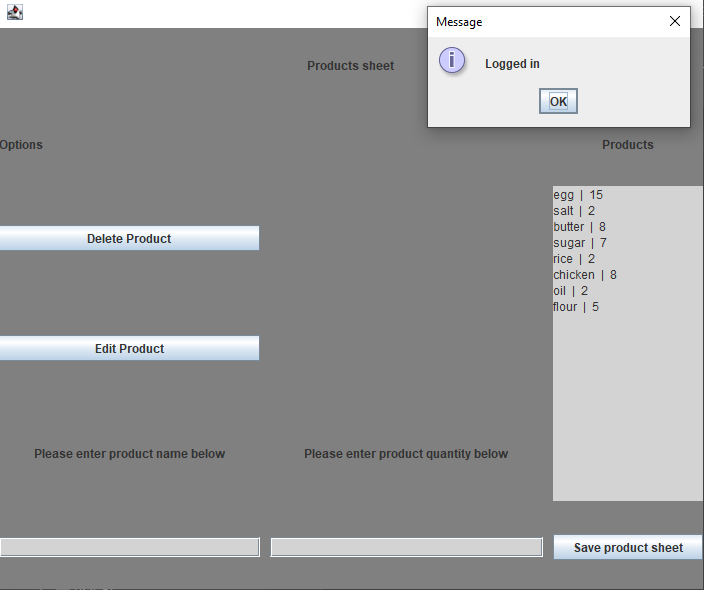 Message
Logged in
OK
Products sheet
Options
Products
egg | 15
salt | 2
butter | 8
sugar | 7
rice | 2
chicken | 8
oil | 2
flour | 5
Delete Product
Edit Product
Please enter product name below
Please enter product quantity below
Save product sheet